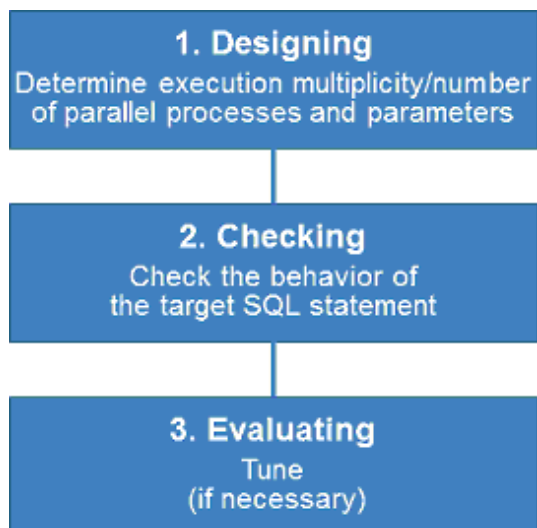 1. Designing
Determine execution multiplicity/number
of parallel processes and parameters
2. Checking
Check the behavior of
the target SQL statement
3. Evaluating
Tune
(if necessary)